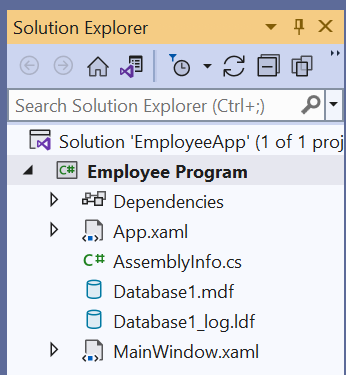 Solution Explorer
Search Solution Explorer (Ctrl+;)
Solution 'EmployeeApp' (1 of 1 proj
C# Employee Program
Dependencies
App.xaml
C# AssemblyInfo.cs
Database1.mdf
Database1_log.ldf
MainWindow.xaml